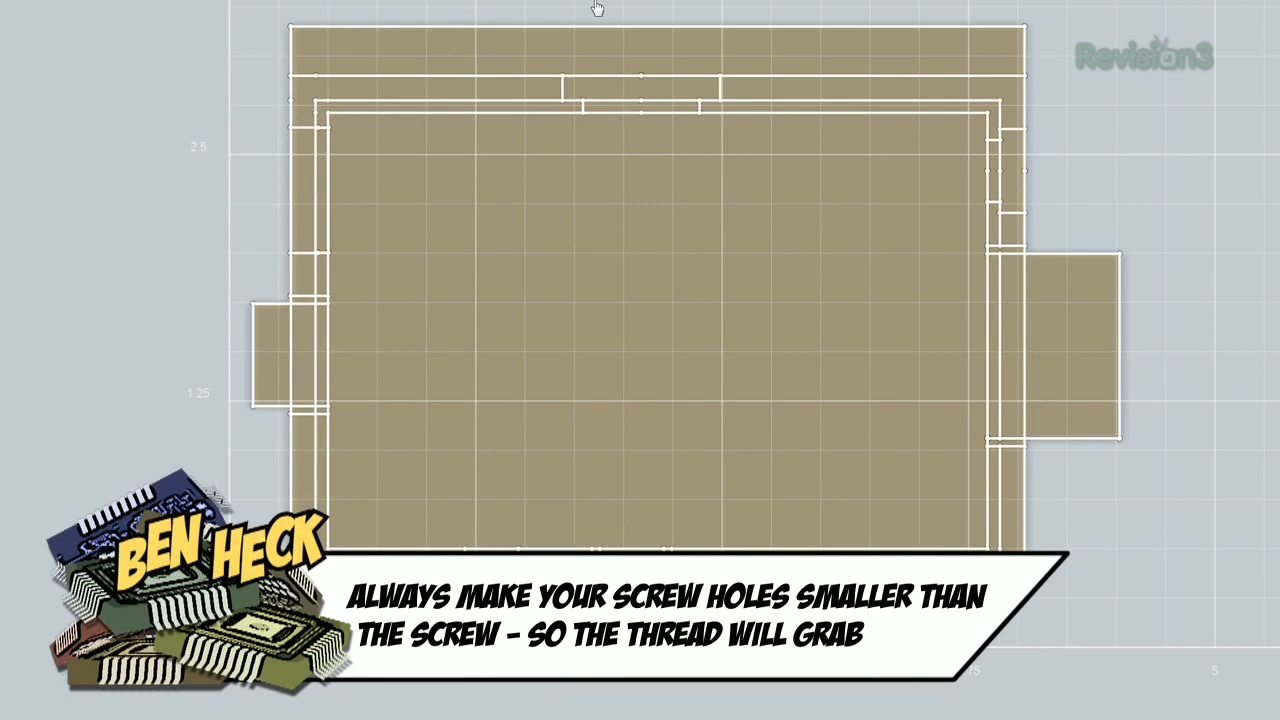 Revision3
2.5
1.25
BEN HECK
ALWAYS MAKE YOUR SCREW HOLES SMALLER THAN
THE SCREW - SO THE THREAD WILL GRAB
5